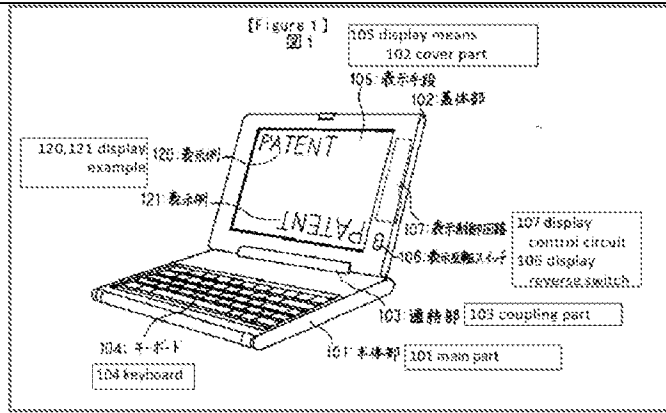 [Figure 1]
図1
105 display means
102 cover part
105:表示手段
102:蓋体部
120,121 display
example
120:表示例
PATENT
121:表示例
PATENT
107:表示制御回路
106:表示反転スイッチ
107 display
control circuit
106 display
reverse switch
103:連結部
103 coupling part
104:キーボード
101:本体部
101 main part
104 keyboard